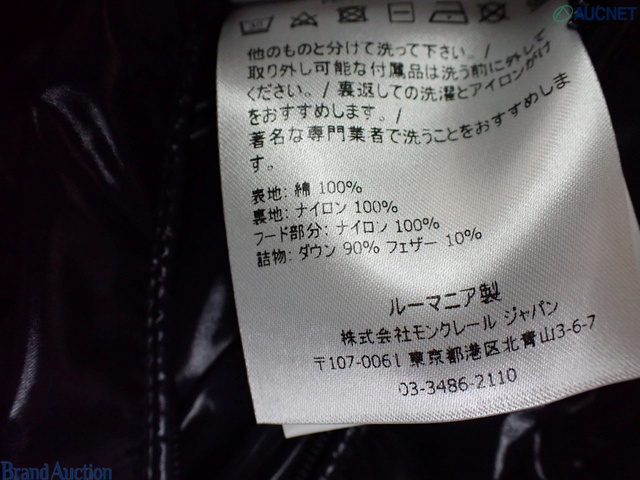 AUCNET
他のものと分けて洗って下さい。/
取り外し可能な付属品は洗う前に外して
ください。/ 裏返しての洗濯とアイロンがけ
をおすすめします。/
著名な専門業者で洗うことをおすすめしま
す。
表地: 綿 100%
裏地: ナイロン 100%
フード部分: ナイロン 100%
詰物: ダウン 90% フェザー 10%
ルーマニア製
株式会社モンクレール ジャパン
〒107-0061 東京都港区北青山3-6-7
03-3486-2110
Brand Auction